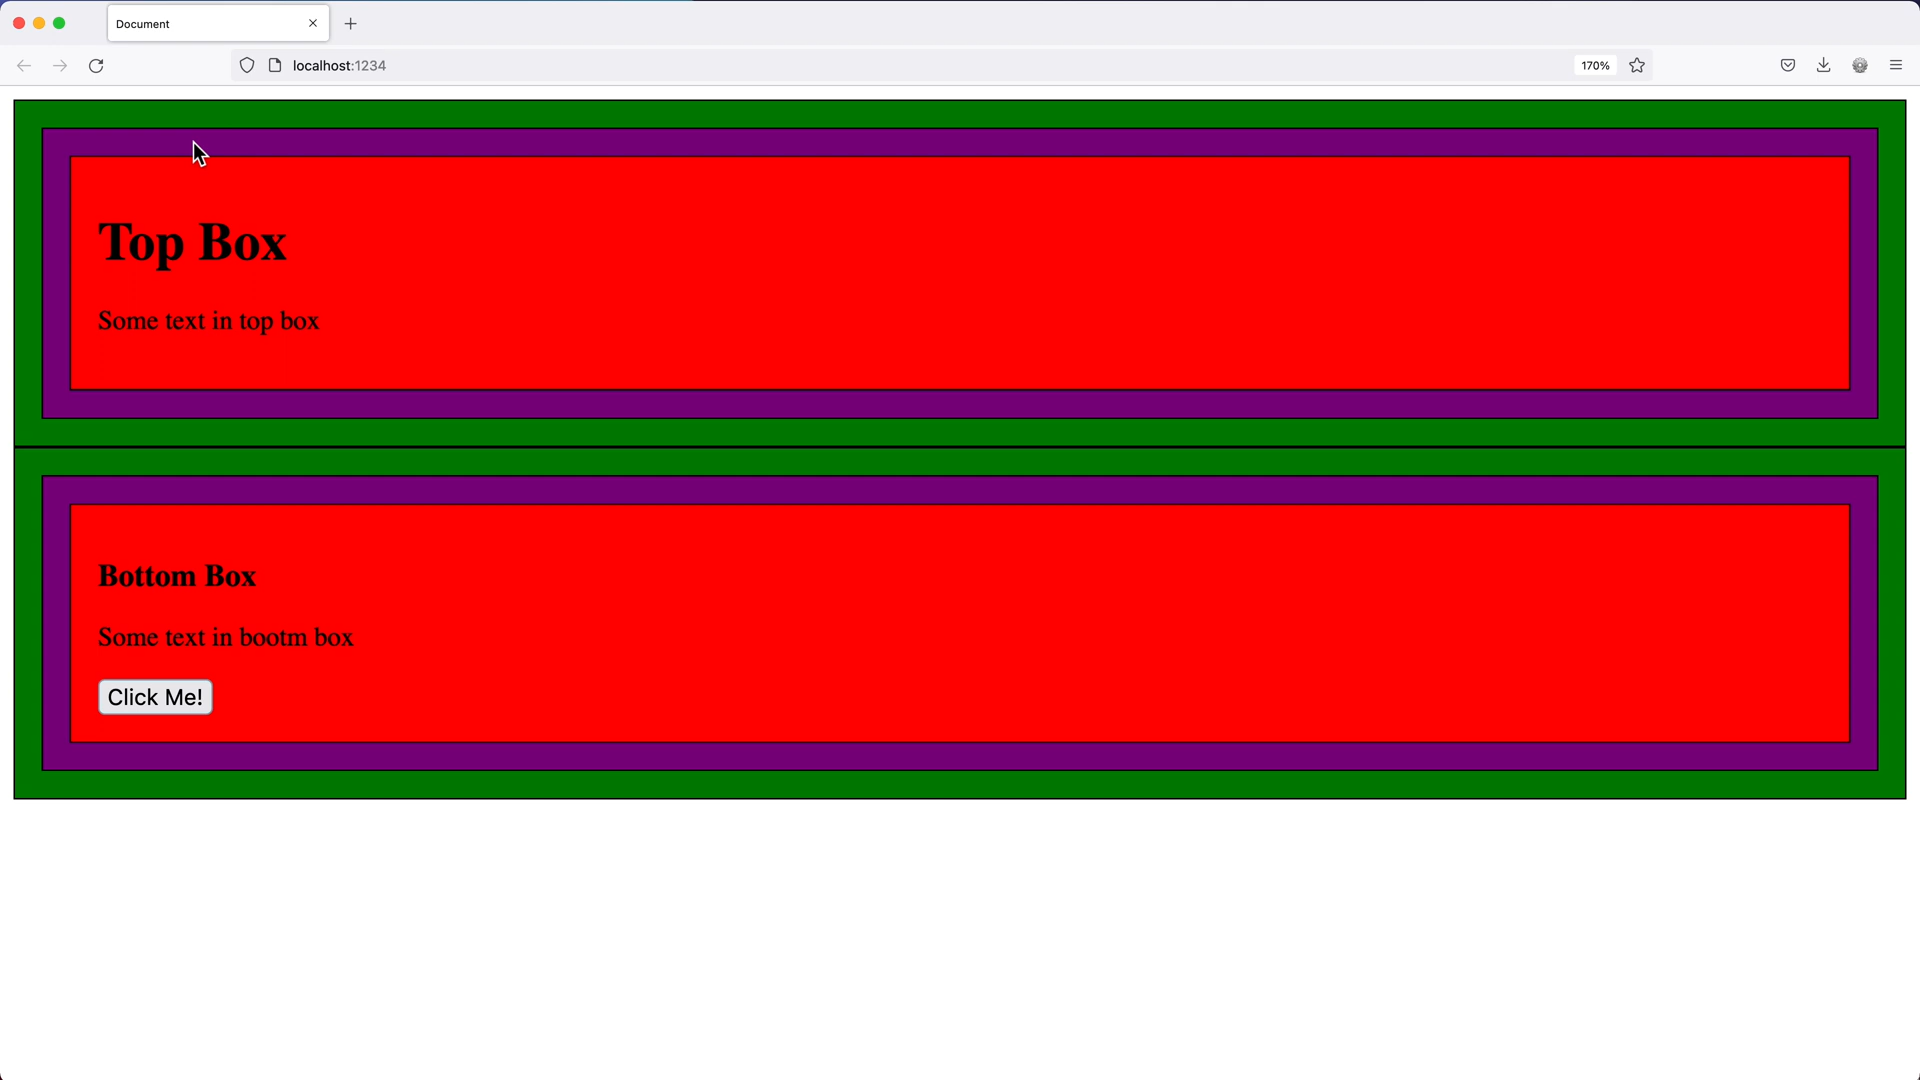 Document
localhost:1234
170%
Top Box
Some text in top box
Bottom Box
Some text in bootm box
Click Me!